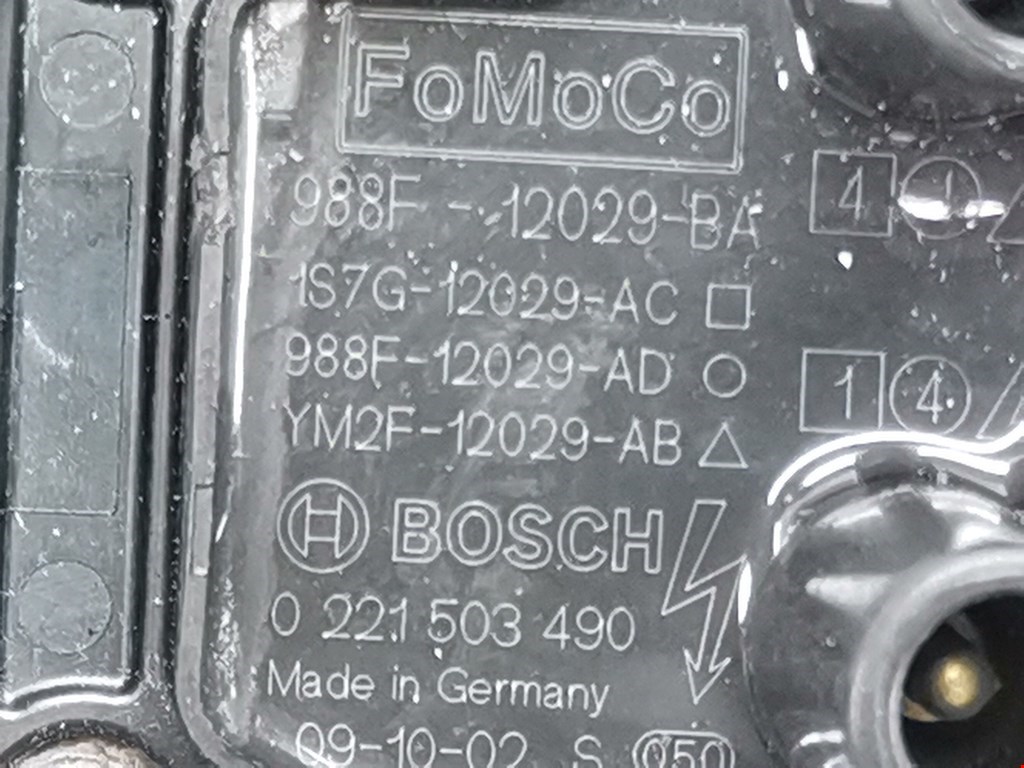 FoMoCo
988F - 12029-BA
4 1
1S7G-12029-AC
988F-12029-AD
1 4
YM2F-12029-AB
BOSCH
0 221 503 490
Made in Germany
09-10-02 S 050